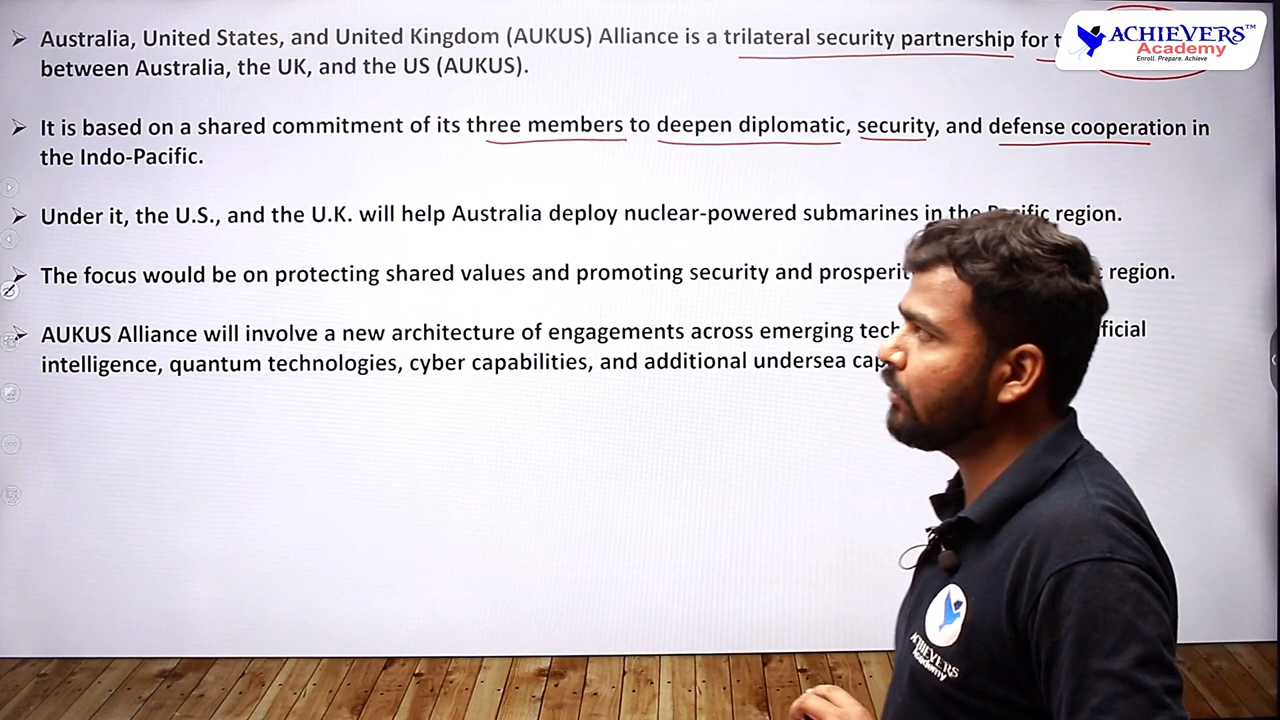 Australia, United States, and United Kingdom (AUKUS) Alliance is a trilateral security partnership for
between Australia, the UK, and the US (AUKUS).
It is based on a shared commitment of its three members to deepen diplomatic, security, and defense cooperation in
the Indo-Pacific.
Under it, the U.S., and the U.K. will help Australia deploy nuclear-powered submarines in the Pacific region.
The focus would be on protecting shared values and promoting security and region.
AUKUS Alliance will involve a new architecture of engagements across emerging
intelligence, quantum technologies, cyber capabilities, and additional undersea
ACHIEVERS™
Academy
Enroll. Prepare. Achieve
ACHIEVERS
Academy